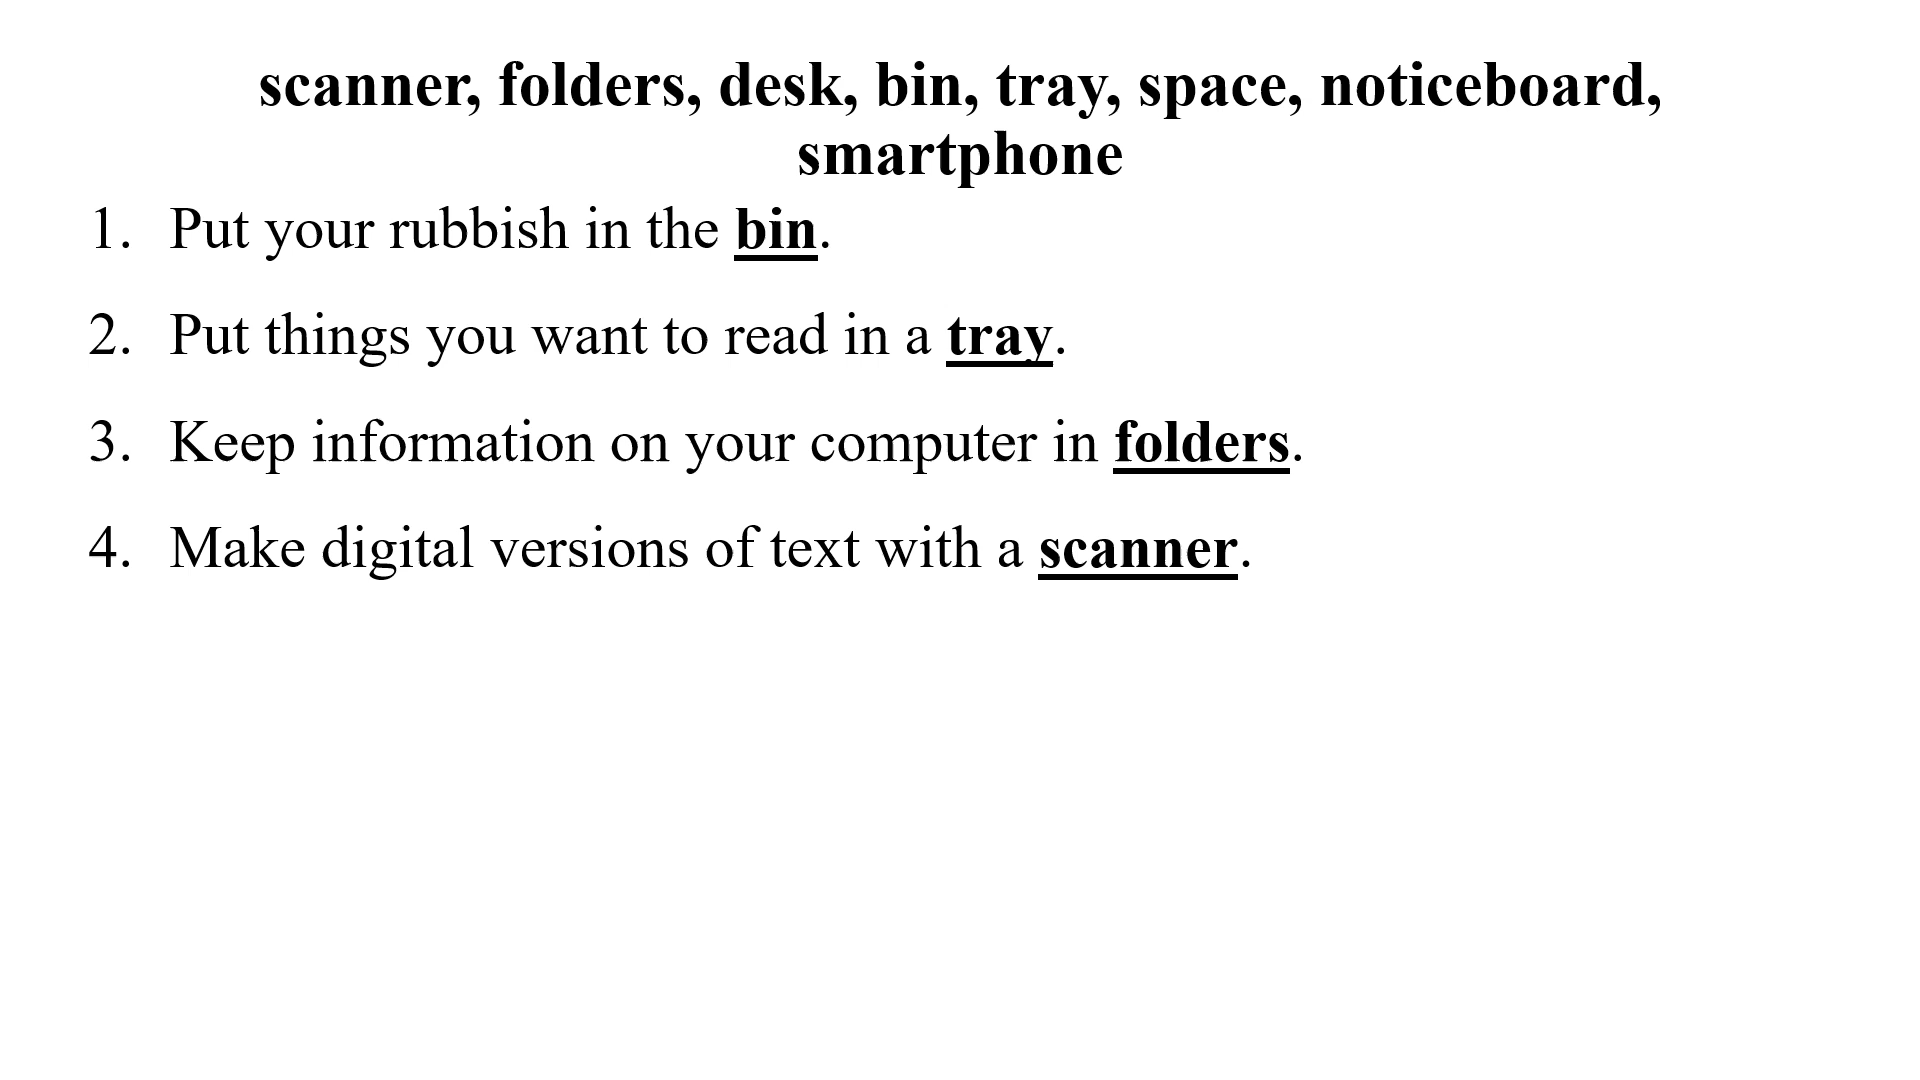 scanner, folders, desk, bin, tray, space, noticeboard,
smartphone
1. Put your rubbish in the bin.
2. Put things you want to read in a tray.
3. Keep information on your computer in folders.
4. Make digital versions of text with a scanner.